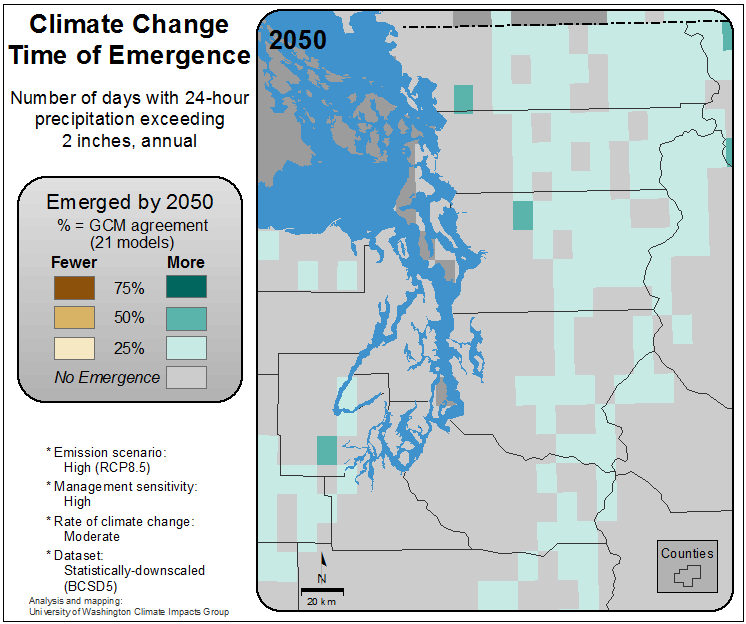 Climate Change
Time of Emergence
Number of days with 24-hour
precipitation exceeding
2 inches, annual
Emerged by 2050
% = GCM agreement
(21 models)
Fewer More
75%
50%
25%
No Emergence
* Emission scenario:
High (RCP8.5)
* Management sensitivity:
High
* Rate of climate change:
Moderate
* Dataset:
Statistically-downscaled
(BCSD5)
Analysis and mapping:
University of Washington Climate Impacts Group
2050
N
20 km
Counties